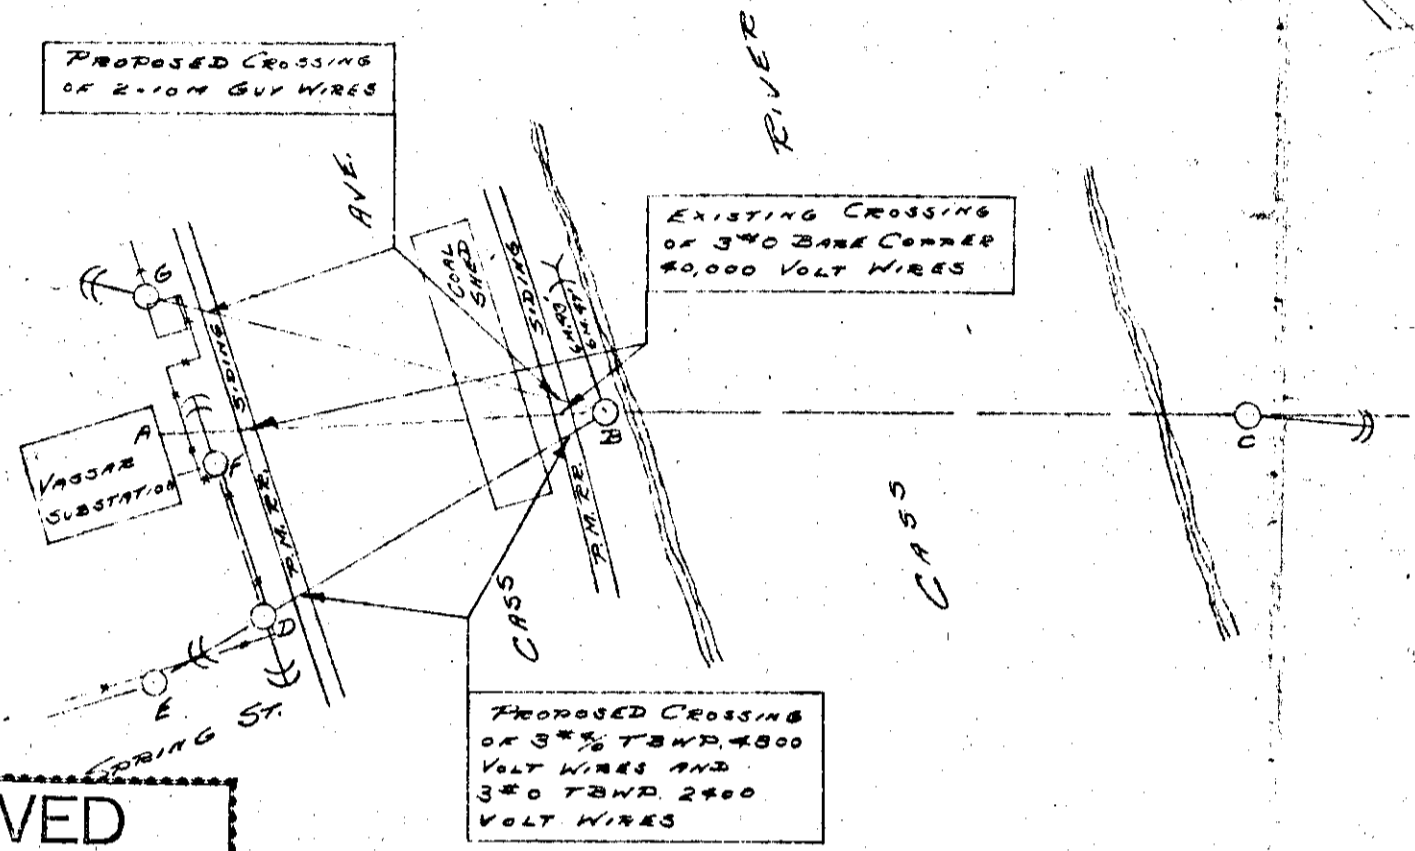 PROPOSED CROSSING
OF 2-10M GUY WIRES
RIVER
AVE.
EXISTING CROSSING
OF 3#0 BARE COPPER
40,000 VOLT WIRES
COAL
SHED
SIDING
G
SIDING
A
B
C
F
VASSAR
SUBSTATION
P.M. RR.
P.M. RR.
CASS
CASS
D
E
SPRING ST.
PROPOSED CROSSING
OF 3#4/0 TBWP. 4800
VOLT WIRES AND
3#0 TBWP. 2400
VOLT WIRES
VED